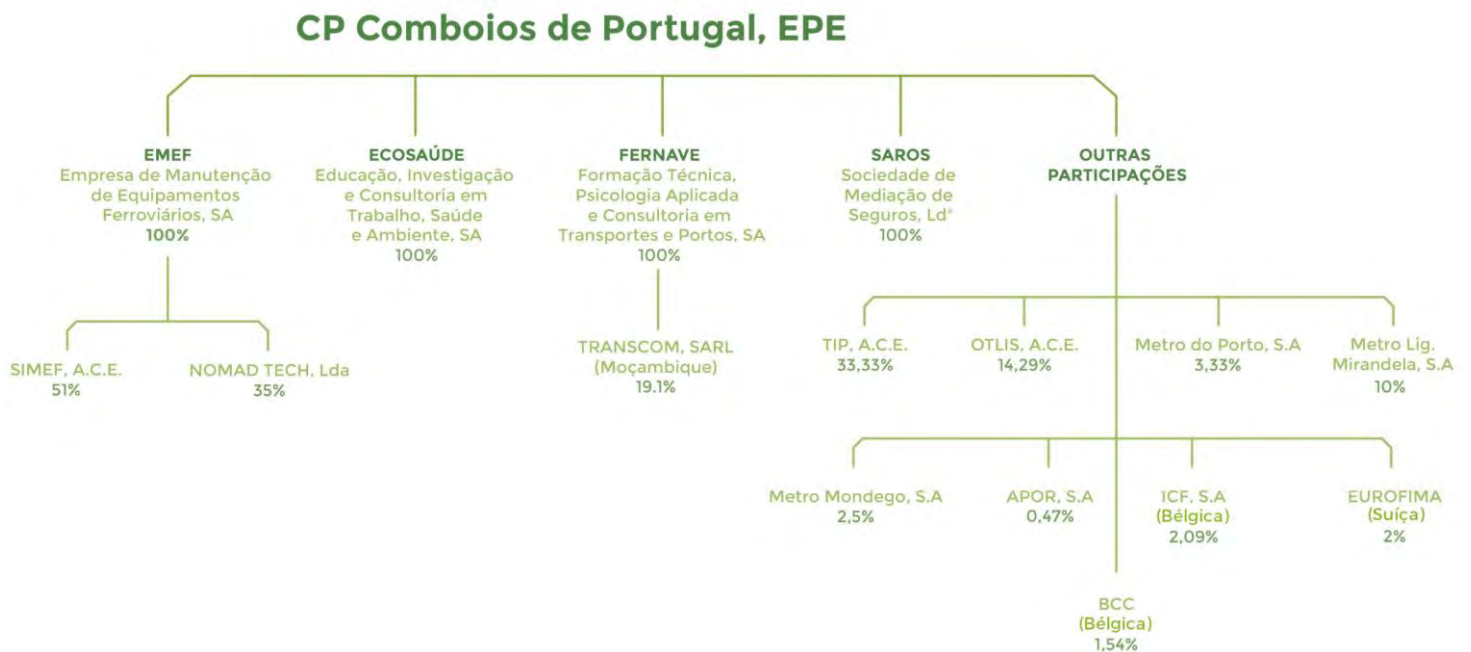 CP Comboios de Portugal, EPE
EMEF
Empresa de Manutenção
de Equipamentos
Ferroviários, SA
100%
ECOSAÚDE
Educação, Investigação
e Consultoria em
Trabalho, Saúde
e Ambiente, SA
100%
FERNAVE
Formação Técnica,
Psicologia Aplicada
e Consultoria em
Transportes e Portos, SA
100%
SAROS
Sociedade de
Mediação de
Seguros, Ldª
100%
OUTRAS
PARTICIPAÇÕES
SIMEF, A.C.E.
51%
NOMAD TECH, Lda
35%
TRANSCOM, SARL
(Moçambique)
19.1%
TIP, A.C.E.
33,33%
OTLIS, A.C.E.
14,29%
Metro do Porto, S.A
3,33%
Metro Lig.
Mirandela, S.A
10%
Metro Mondego, S.A
2,5%
APOR, S.A
0,47%
ICF, S.A
(Bélgica)
2,09%
EUROFIMA
(Suíça)
2%
BCC
(Bélgica)
1,54%